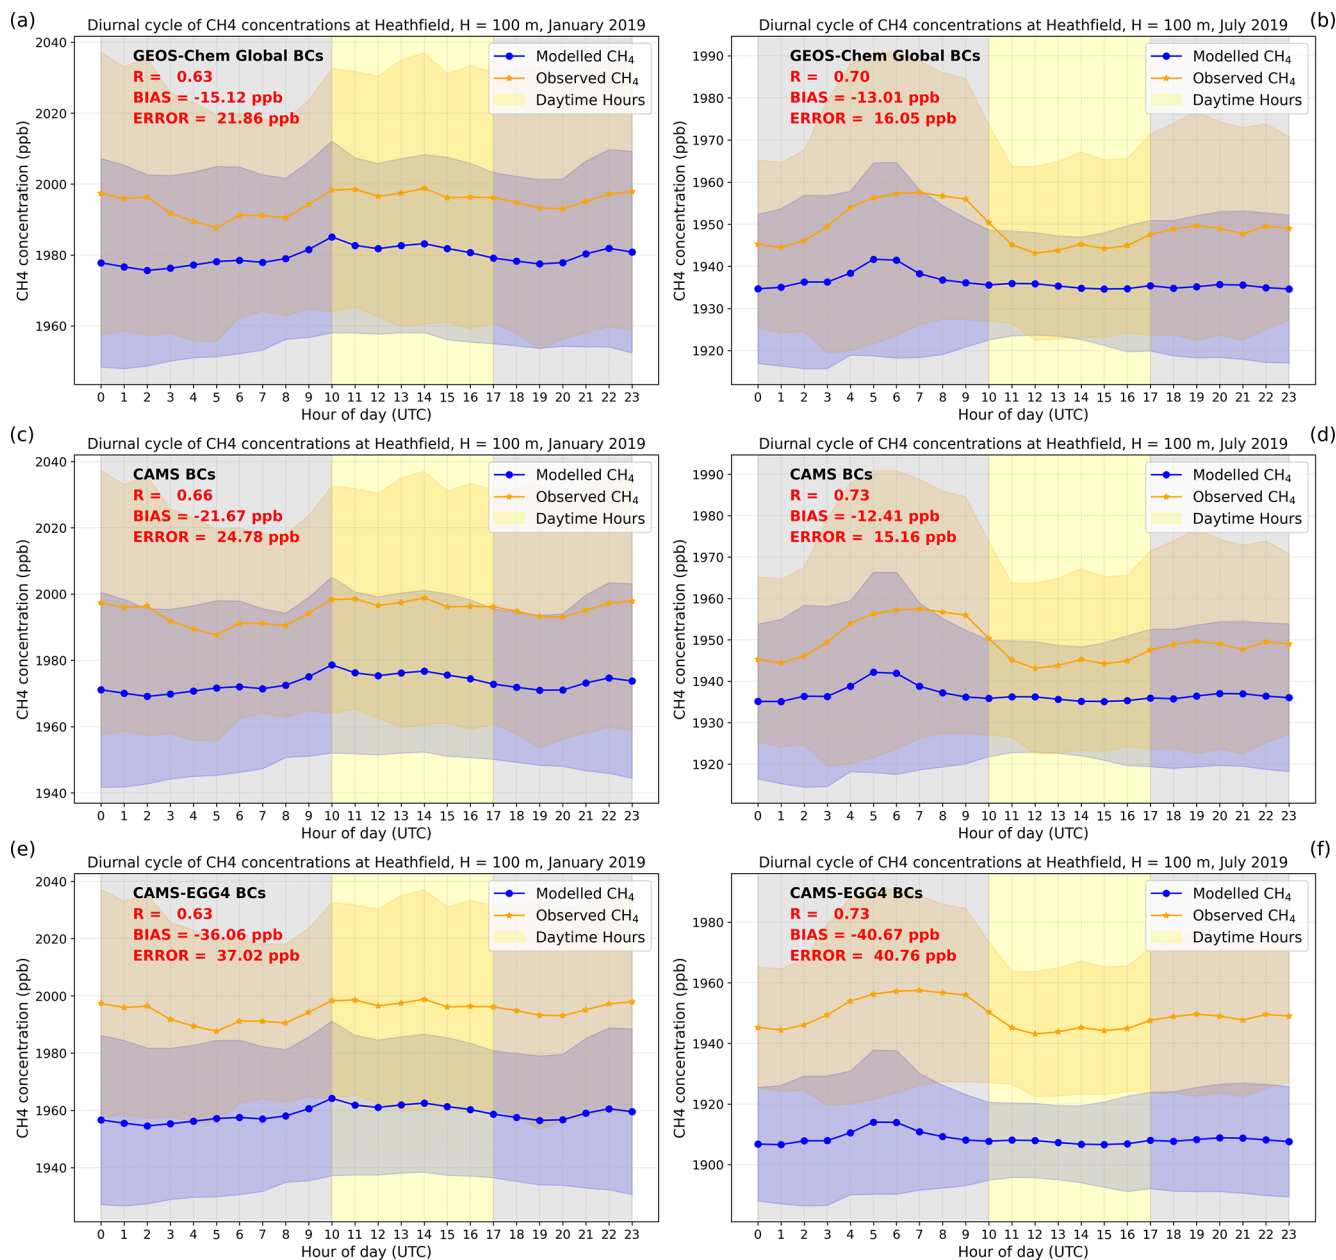 (a)
Diurnal cycle of CH4 concentrations at Heathfield, H = 100 m, January 2019
GEOS-Chem Global BCs
R = 0.63
BIAS = -15.12 ppb
ERROR = 21.86 ppb
Modelled CH₄
Observed CH₄
Daytime Hours
CH4 concentration (ppb)
2040
2020
2000
1980
1960
0 1 2 3 4 5 6 7 8 9 10 11 12 13 14 15 16 17 18 19 20 21 22 23
Hour of day (UTC)
(b)
Diurnal cycle of CH4 concentrations at Heathfield, H = 100 m, July 2019
GEOS-Chem Global BCs
R = 0.70
BIAS = -13.01 ppb
ERROR = 16.05 ppb
Modelled CH₄
Observed CH₄
Daytime Hours
CH4 concentration (ppb)
1990
1980
1970
1960
1950
1940
1930
1920
0 1 2 3 4 5 6 7 8 9 10 11 12 13 14 15 16 17 18 19 20 21 22 23
Hour of day (UTC)
(c)
Diurnal cycle of CH4 concentrations at Heathfield, H = 100 m, January 2019
CAMS BCs
R = 0.66
BIAS = -21.67 ppb
ERROR = 24.78 ppb
Modelled CH₄
Observed CH₄
Daytime Hours
CH4 concentration (ppb)
2040
2020
2000
1980
1960
1940
0 1 2 3 4 5 6 7 8 9 10 11 12 13 14 15 16 17 18 19 20 21 22 23
Hour of day (UTC)
(d)
Diurnal cycle of CH4 concentrations at Heathfield, H = 100 m, July 2019
CAMS BCs
R = 0.73
BIAS = -12.41 ppb
ERROR = 15.16 ppb
Modelled CH₄
Observed CH₄
Daytime Hours
CH4 concentration (ppb)
1990
1980
1970
1960
1950
1940
1930
1920
0 1 2 3 4 5 6 7 8 9 10 11 12 13 14 15 16 17 18 19 20 21 22 23
Hour of day (UTC)
(e)
Diurnal cycle of CH4 concentrations at Heathfield, H = 100 m, January 2019
CAMS-EGG4 BCs
R = 0.63
BIAS = -36.06 ppb
ERROR = 37.02 ppb
Modelled CH₄
Observed CH₄
Daytime Hours
CH4 concentration (ppb)
2040
2020
2000
1980
1960
1940
0 1 2 3 4 5 6 7 8 9 10 11 12 13 14 15 16 17 18 19 20 21 22 23
Hour of day (UTC)
(f)
Diurnal cycle of CH4 concentrations at Heathfield, H = 100 m, July 2019
CAMS-EGG4 BCs
R = 0.73
BIAS = -40.67 ppb
ERROR = 40.76 ppb
Modelled CH₄
Observed CH₄
Daytime Hours
CH4 concentration (ppb)
1980
1960
1940
1920
1900
0 1 2 3 4 5 6 7 8 9 10 11 12 13 14 15 16 17 18 19 20 21 22 23
Hour of day (UTC)